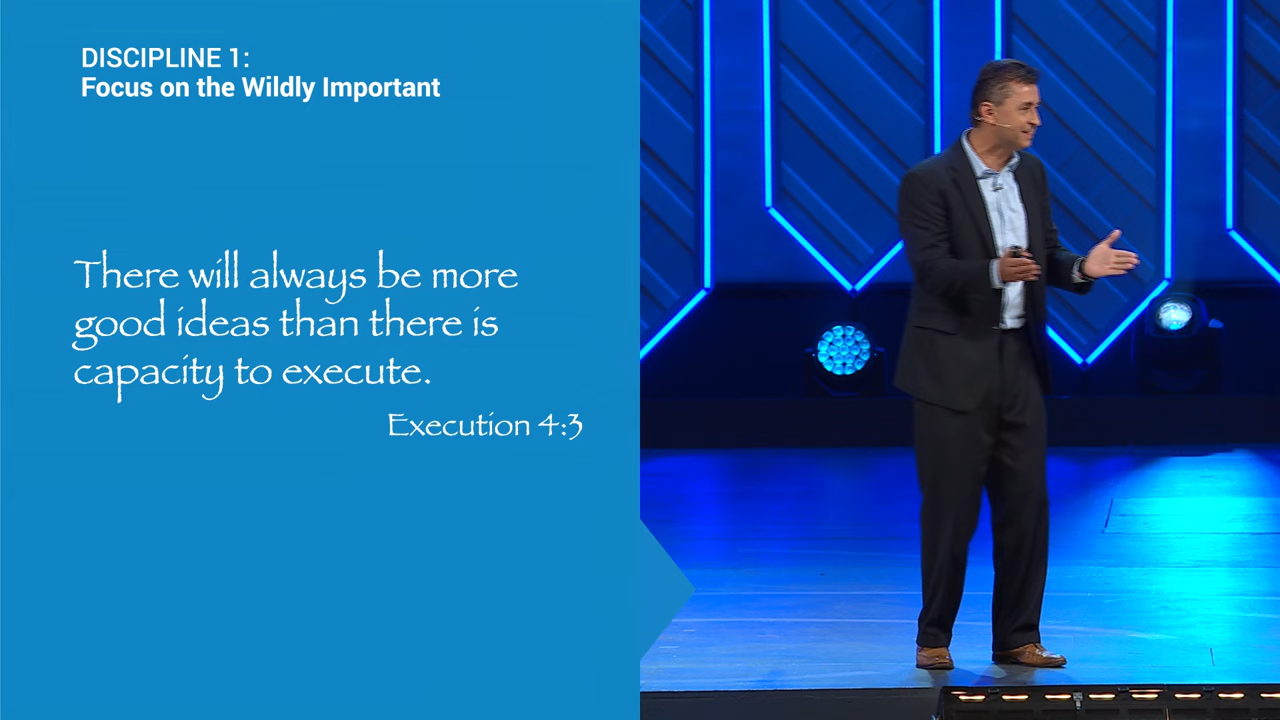 DISCIPLINE 1:
Focus on the Wildly Important
There will always be more
good ideas than there is
capacity to execute.
Execution 4:3